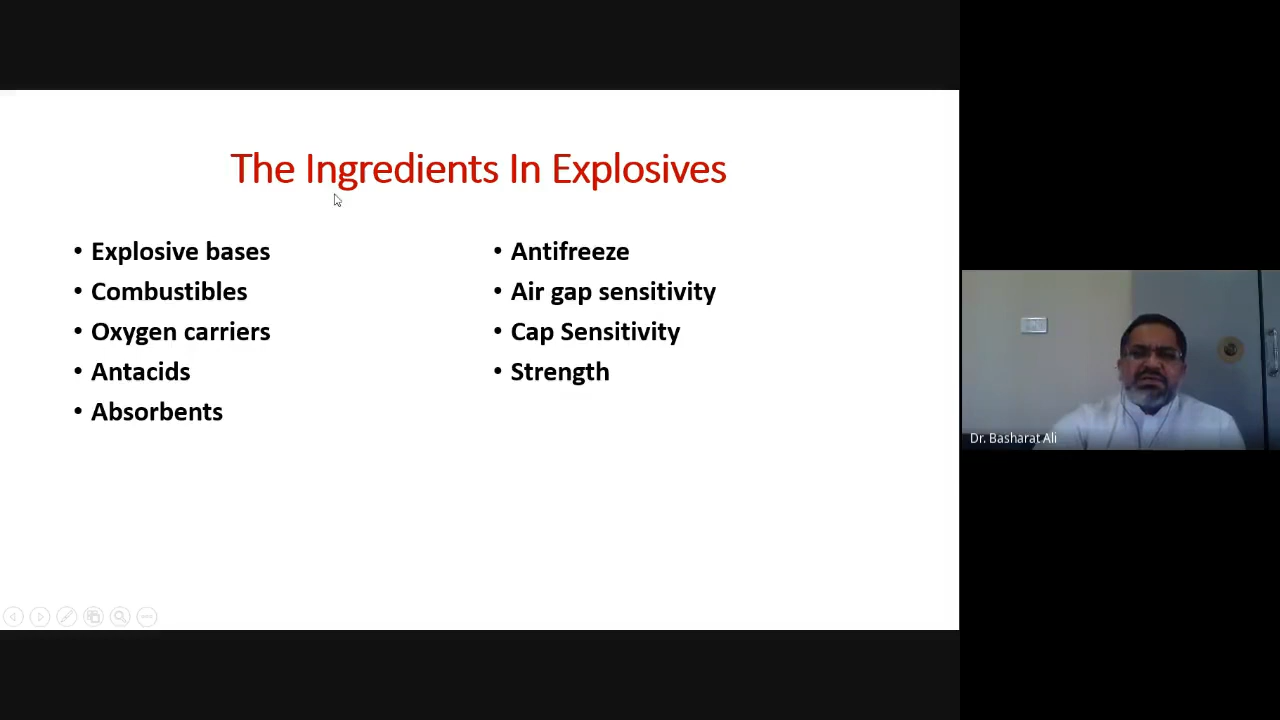 The Ingredients In Explosives
• Explosive bases
• Combustibles
• Oxygen carriers
• Antacids
• Absorbents
• Antifreeze
• Air gap sensitivity
• Cap Sensitivity
• Strength
Dr. Basharat Ali